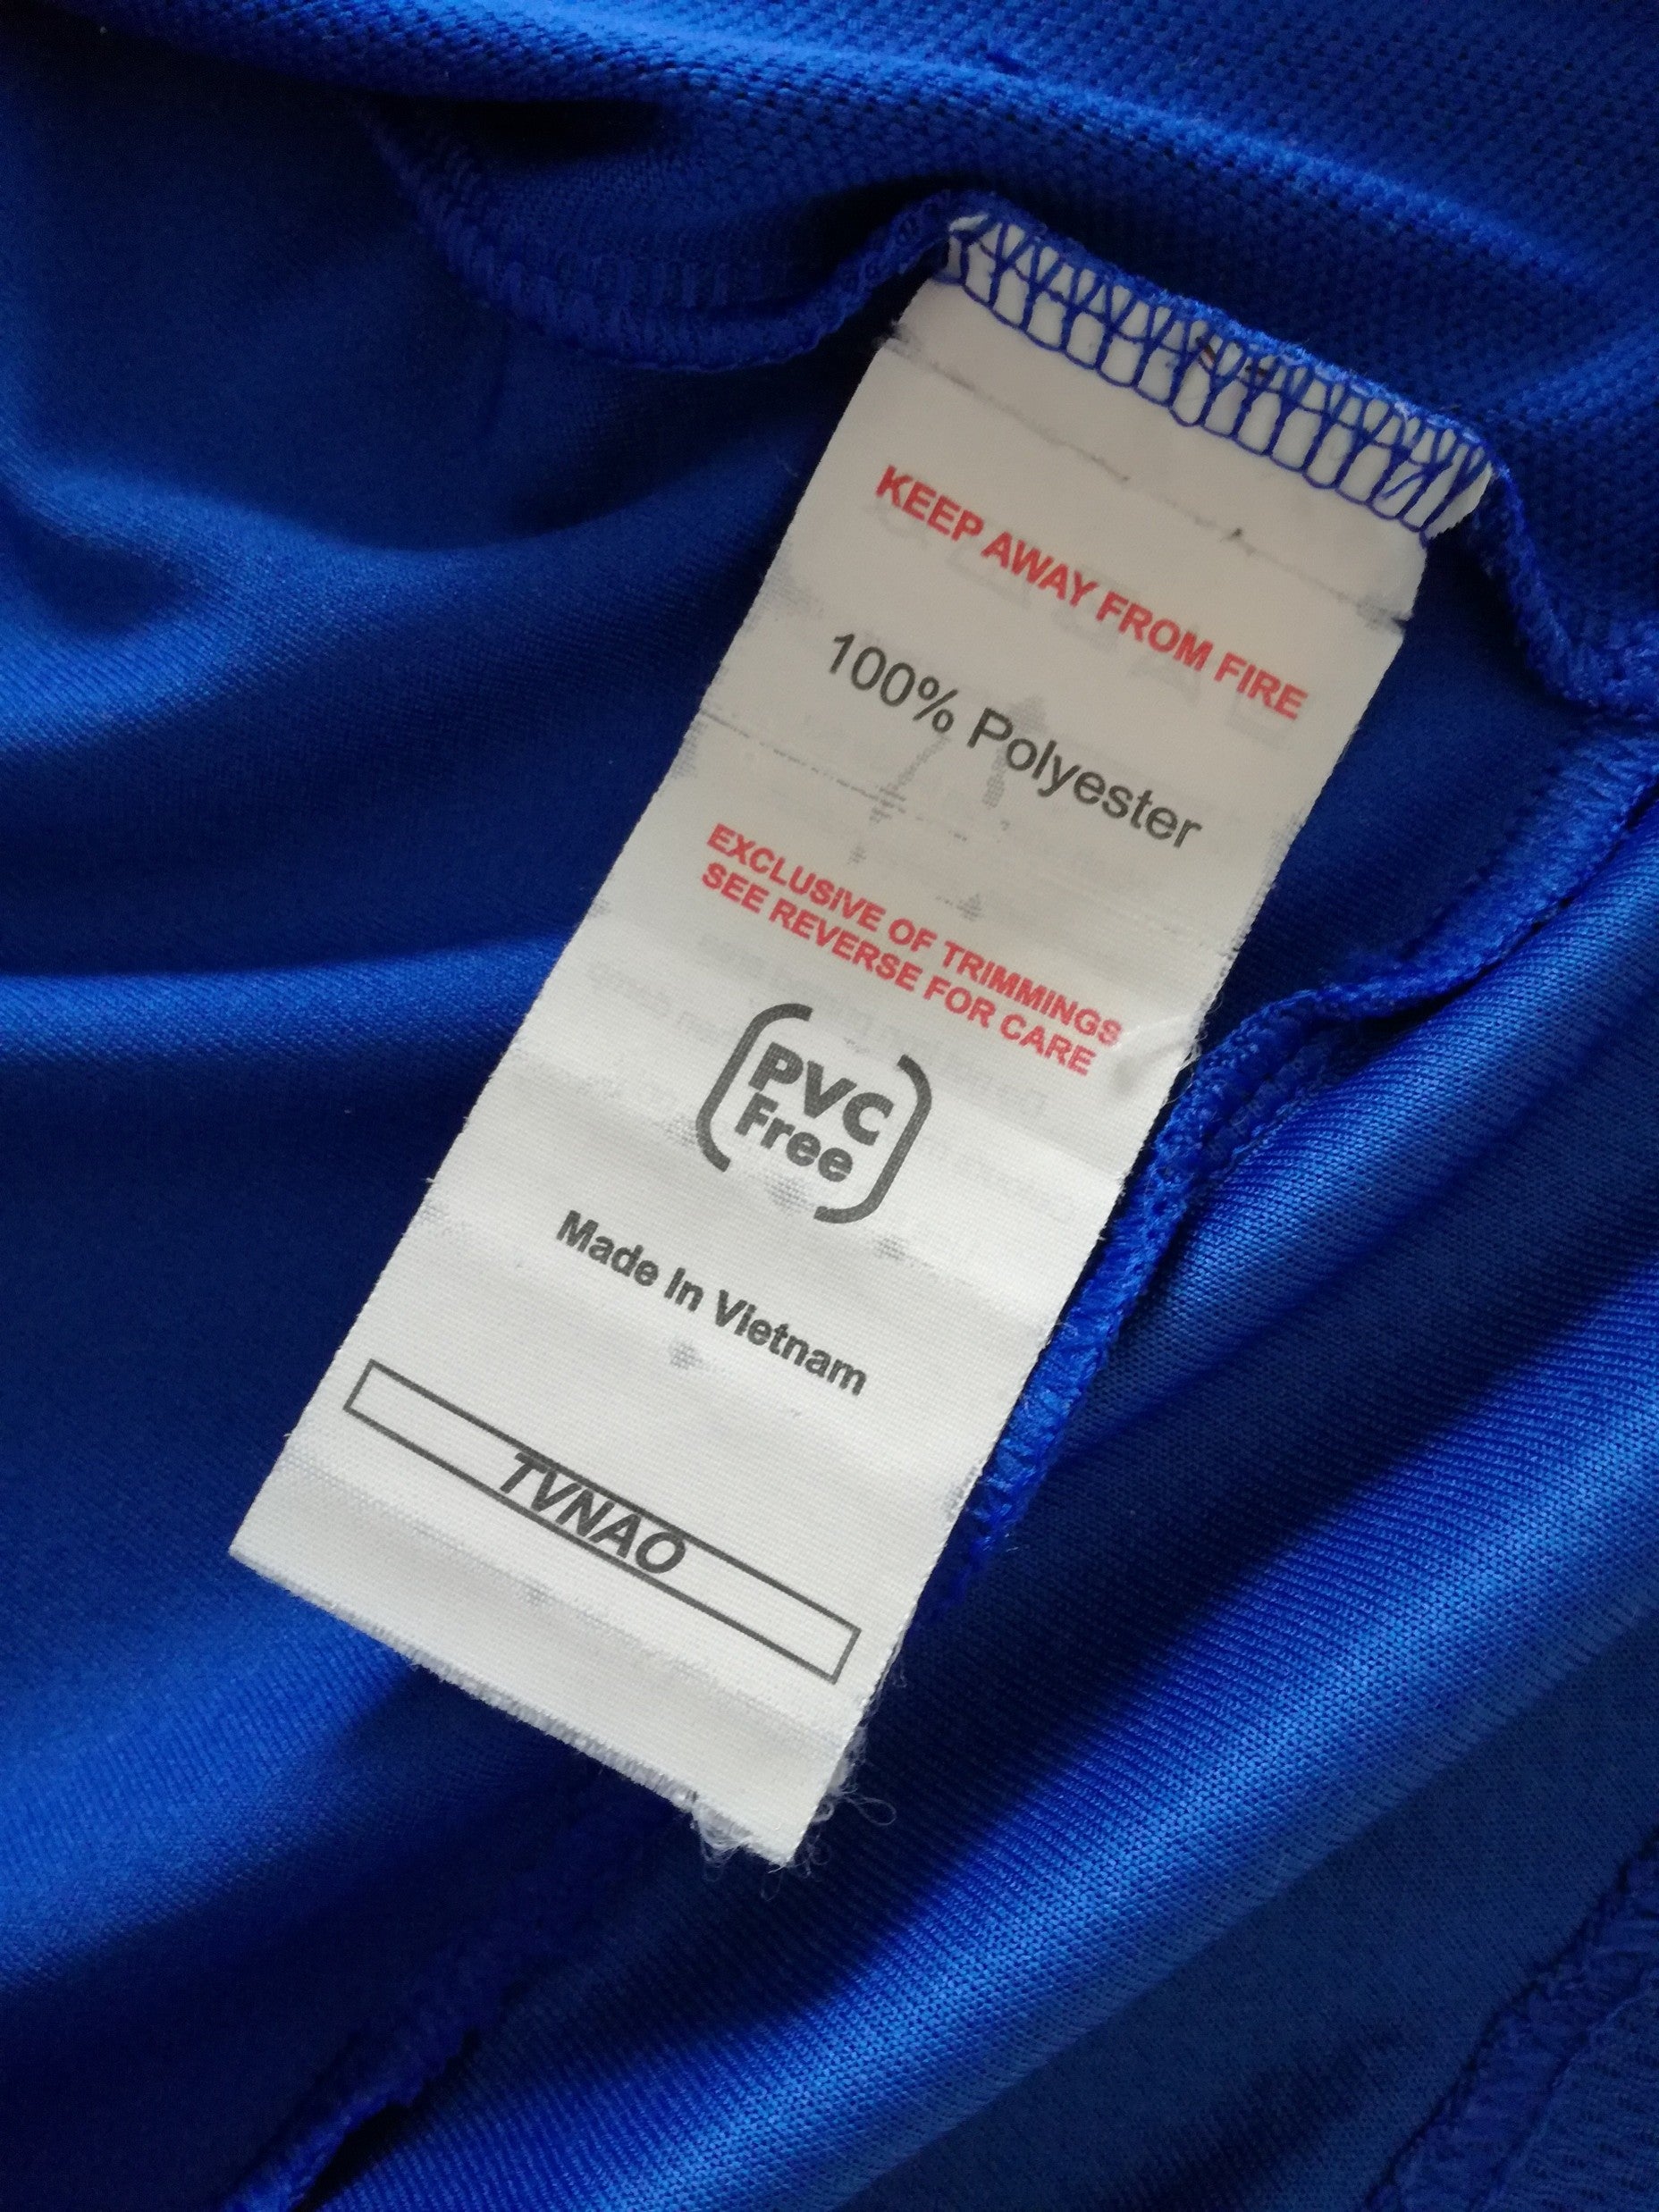 KEEP AWAY FROM FIRE
100% Polyester
EXCLUSIVE OF TRIMMINGS
SEE REVERSE FOR CARE
PVC
Free
Made In Vietnam
TVNAO